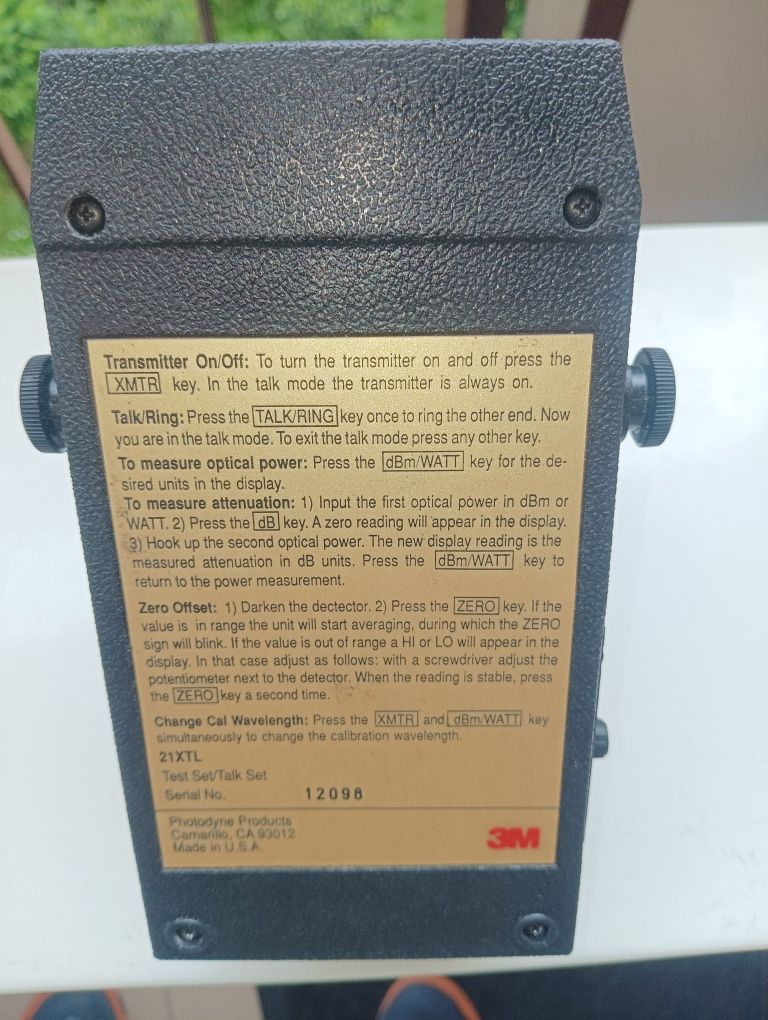 Transmitter On/Off: To turn the transmitter on and off press the
XMTR key. In the talk mode the transmitter is always on.
Talk/Ring: Press the TALK/RING key once to ring the other end. Now
you are in the talk mode. To exit the talk mode press any other key.
To measure optical power: Press the dBm/WATT key for the de-
sired units in the display.
To measure attenuation: 1) Input the first optical power in dBm or
WATT. 2) Press the dB key. A zero reading will appear in the display.
3) Hook up the second optical power. The new display reading is the
measured attenuation in dB units. Press the dBm/WATT key to
return to the power measurement.
Zero Offset: 1) Darken the dectector. 2) Press the ZERO key. If the
value is in range the unit will start averaging, during which the ZERO
sign will blink. If the value is out of range a HI or LO will appear in the
display. In that case adjust as follows: with a screwdriver adjust the
potentiometer next to the detector. When the reading is stable, press
the ZERO key a second time.
Change Cal Wavelength: Press the XMTR and dBm/WATT key
simultaneously to change the calibration wavelength.
21XTL
Test Set/Talk Set
Serial No. 12098
Photodyne Products
Camarillo, CA 93012
Made in U.S.A.
3M